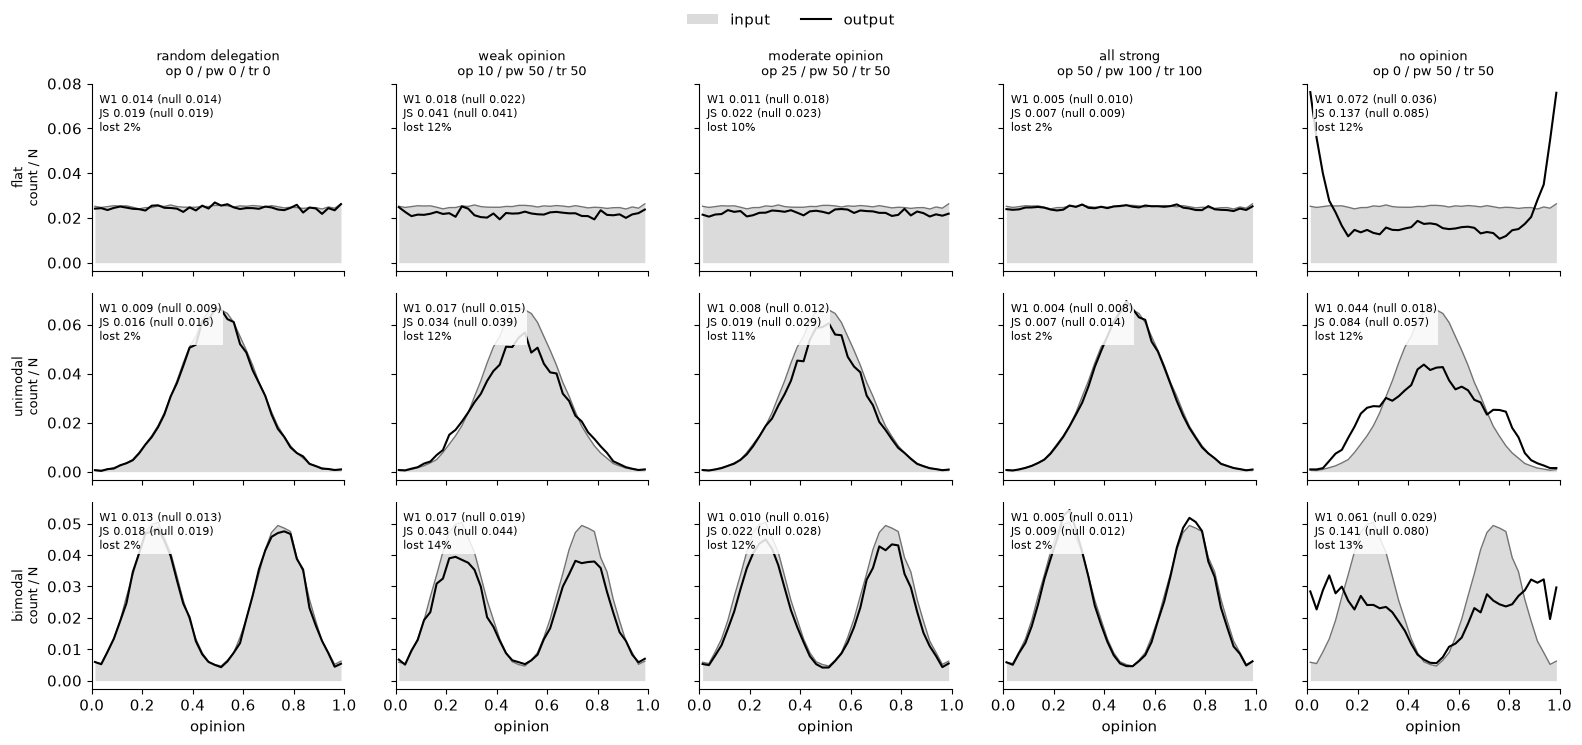 input output
random delegation
op 0 / pw 0 / tr 0
weak opinion
op 10 / pw 50 / tr 50
moderate opinion
op 25 / pw 50 / tr 50
all strong
op 50 / pw 100 / tr 100
no opinion
op 0 / pw 50 / tr 50
flat
count / N
0.08
0.06
0.04
0.02
0.00
W1 0.014 (null 0.014)
JS 0.019 (null 0.019)
lost 2%
W1 0.018 (null 0.022)
JS 0.041 (null 0.041)
lost 12%
W1 0.011 (null 0.018)
JS 0.022 (null 0.023)
lost 10%
W1 0.005 (null 0.010)
JS 0.007 (null 0.009)
lost 2%
W1 0.072 (null 0.036)
JS 0.137 (null 0.085)
lost 12%
unimodal
count / N
0.06
0.04
0.02
0.00
W1 0.009 (null 0.009)
JS 0.016 (null 0.016)
lost 2%
W1 0.017 (null 0.015)
JS 0.034 (null 0.039)
lost 12%
W1 0.008 (null 0.012)
JS 0.019 (null 0.029)
lost 11%
W1 0.004 (null 0.008)
JS 0.007 (null 0.014)
lost 2%
W1 0.044 (null 0.018)
JS 0.084 (null 0.057)
lost 12%
bimodal
count / N
0.05
0.04
0.03
0.02
0.01
0.00
W1 0.013 (null 0.013)
JS 0.018 (null 0.019)
lost 2%
W1 0.017 (null 0.019)
JS 0.043 (null 0.044)
lost 14%
W1 0.010 (null 0.016)
JS 0.022 (null 0.028)
lost 12%
W1 0.005 (null 0.011)
JS 0.009 (null 0.012)
lost 2%
W1 0.061 (null 0.029)
JS 0.141 (null 0.080)
lost 13%
0.0 0.2 0.4 0.6 0.8 1.0
opinion
0.0 0.2 0.4 0.6 0.8 1.0
opinion
0.0 0.2 0.4 0.6 0.8 1.0
opinion
0.0 0.2 0.4 0.6 0.8 1.0
opinion
0.0 0.2 0.4 0.6 0.8 1.0
opinion